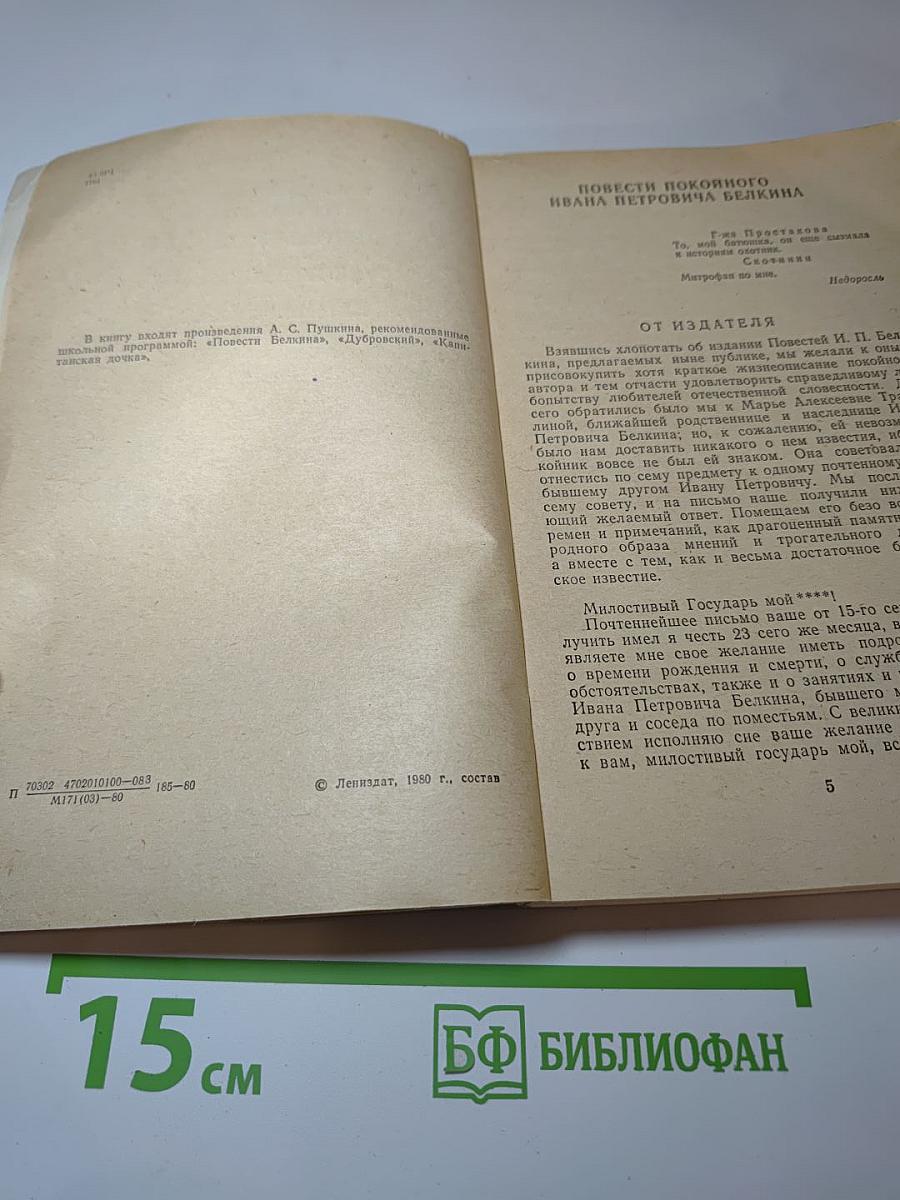 В книгу входят произведения А. С. Пушкина, рекомендованные
школьной программой: «Повести Белкина», «Дубровский», «Капи-
танская дочка»,
П 70302 4702010100—083 185—80
М171(03)—80
© Лениздат, 1980 г., состав
ПОВЕСТИ ПОКОЙНОГО
ИВАНА ПЕТРОВИЧА БЕЛКИНА
Г-жа Простакова
То, мой батюшка, он еще сызмала
к историям охотник.
Скотинин
Митрофан по мне.
Недоросль
ОТ ИЗДАТЕЛЯ
Взявшись хлопотать об издании Повестей И. П. Бел
кина, предлагаемых ныне публике, мы желали к оны
присовокупить хотя краткое жизнеописание покойно
автора и тем отчасти удовлетворить справедливому л
бопытству любителей отечественной словесности. Д
сего обратились было мы к Марье Алексеевне Тра
линой, ближайшей родственнице и наследнице И
Петровича Белкина; но, к сожалению, ей невозм
было нам доставить никакого о нем известия, иб
койник вовсе не был ей знаком. Она советовал
отнестись по сему предмету к одному почтенному
бывшему другом Ивану Петровичу. Мы посл
сему совету, и на письмо наше получили ни
ющий желаемый ответ. Помещаем его безо вс
ремен и примечаний, как драгоценный памятн
родного образа мнений и трогательного д
а вместе с тем, как и весьма достаточное б
ское известие.
Милостивый Государь мой ****!
Почтеннейшее письмо ваше от 15-го се
лучить имел я честь 23 сего же месяца, в
являете мне свое желание иметь подро
о времени рождения и смерти, о служб
обстоятельствах, также и о занятиях и
Ивана Петровича Белкина, бывшего м
друга и соседа по поместьям. С велики
ствием исполняю сие ваше желание
к вам, милостивый государь мой, вс
5
15 см
БФ БИБЛИОФАН